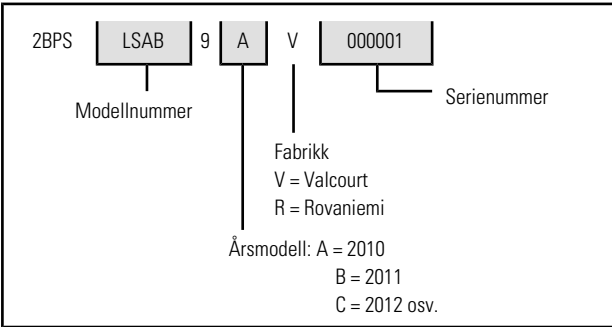 2BPS LSAB 9 A V 000001
Modellnummer
Serienummer
Fabrikk
V = Valcourt
R = Rovaniemi
Årsmodell: A = 2010
B = 2011
C = 2012 osv.